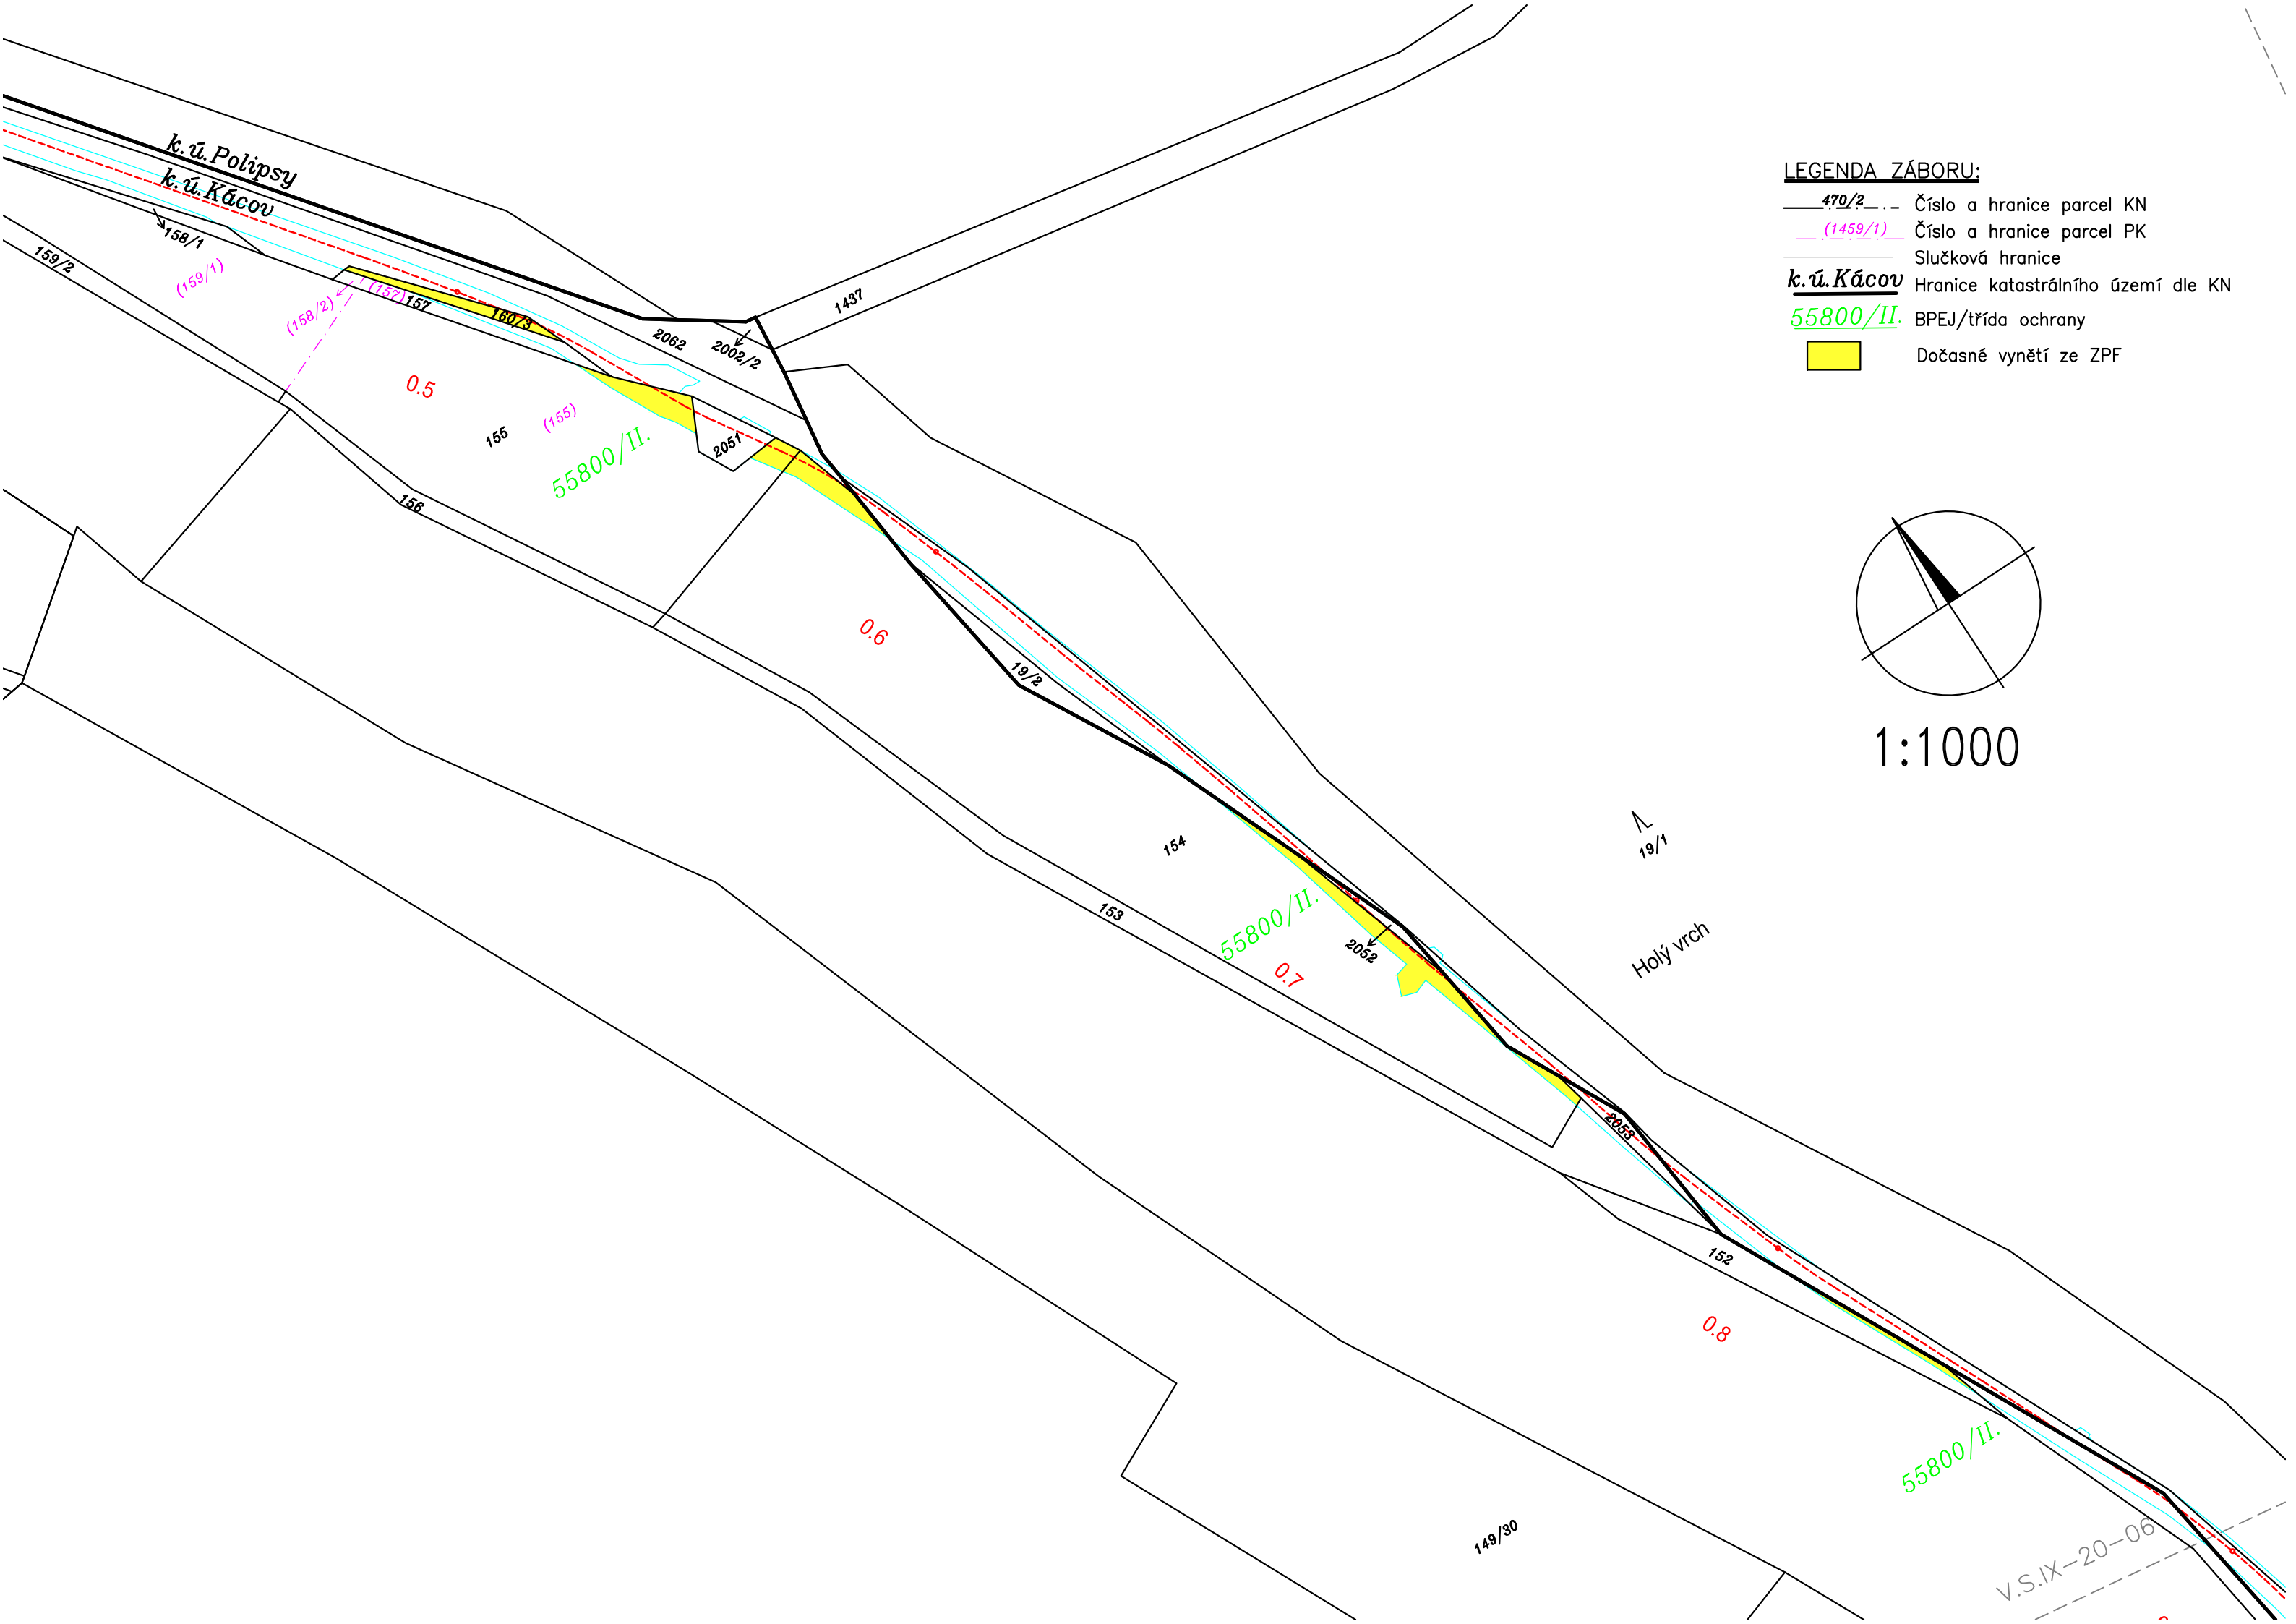 k.ú.Polipsy
k.ú.Kácov
158/1
159/2
(159/1)
(158/2)
(157)
157
160/3
2062
2002/2
1437
0.5
155
(155)
55800/II.
2051
156
0.6
19/2
154
153
55800/II.
0.7
2052
19/1
Holý vrch
2053
152
0.8
55800/II.
149/30
V.S.IX-20-06
LEGENDA ZÁBORU:
470/2 Číslo a hranice parcel KN
(1459/1) Číslo a hranice parcel PK
Slučková hranice
k.ú.Kácov Hranice katastrálního území dle KN
55800/II. BPEJ/třída ochrany
Dočasné vynětí ze ZPF
1:1000